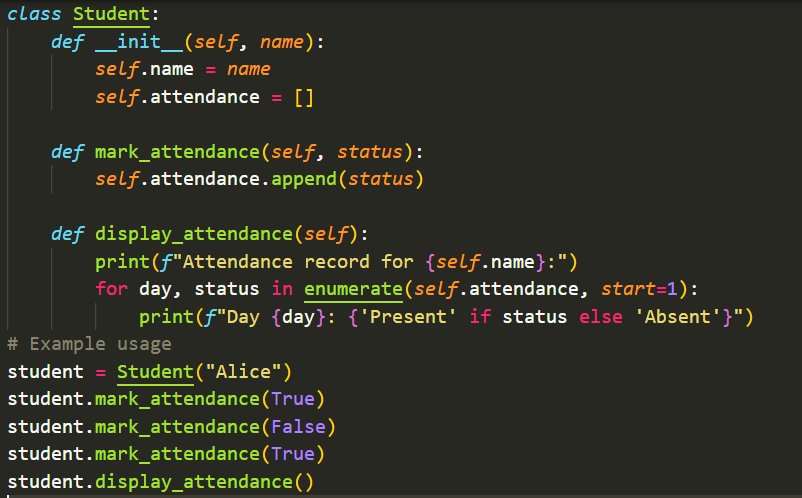 class Student:
    def __init__(self, name):
        self.name = name
        self.attendance = []

    def mark_attendance(self, status):
        self.attendance.append(status)

    def display_attendance(self):
        print(f"Attendance record for {self.name}:")
        for day, status in enumerate(self.attendance, start=1):
            print(f"Day {day}: {'Present' if status else 'Absent'}")
# Example usage
student = Student("Alice")
student.mark_attendance(True)
student.mark_attendance(False)
student.mark_attendance(True)
student.display_attendance()